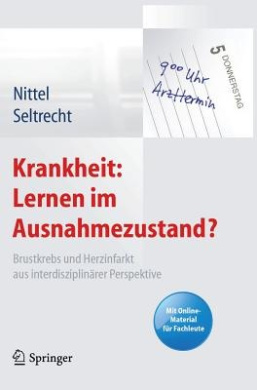 5 DONNERSTAG
900 Uhr
Arzttermin
Nittel
Seltrecht
Krankheit:
Lernen im
Ausnahmezustand?
Brustkrebs und Herzinfarkt
aus interdisziplinärer Perspektive
Mit Online-
Material
für Fachleute
Springer